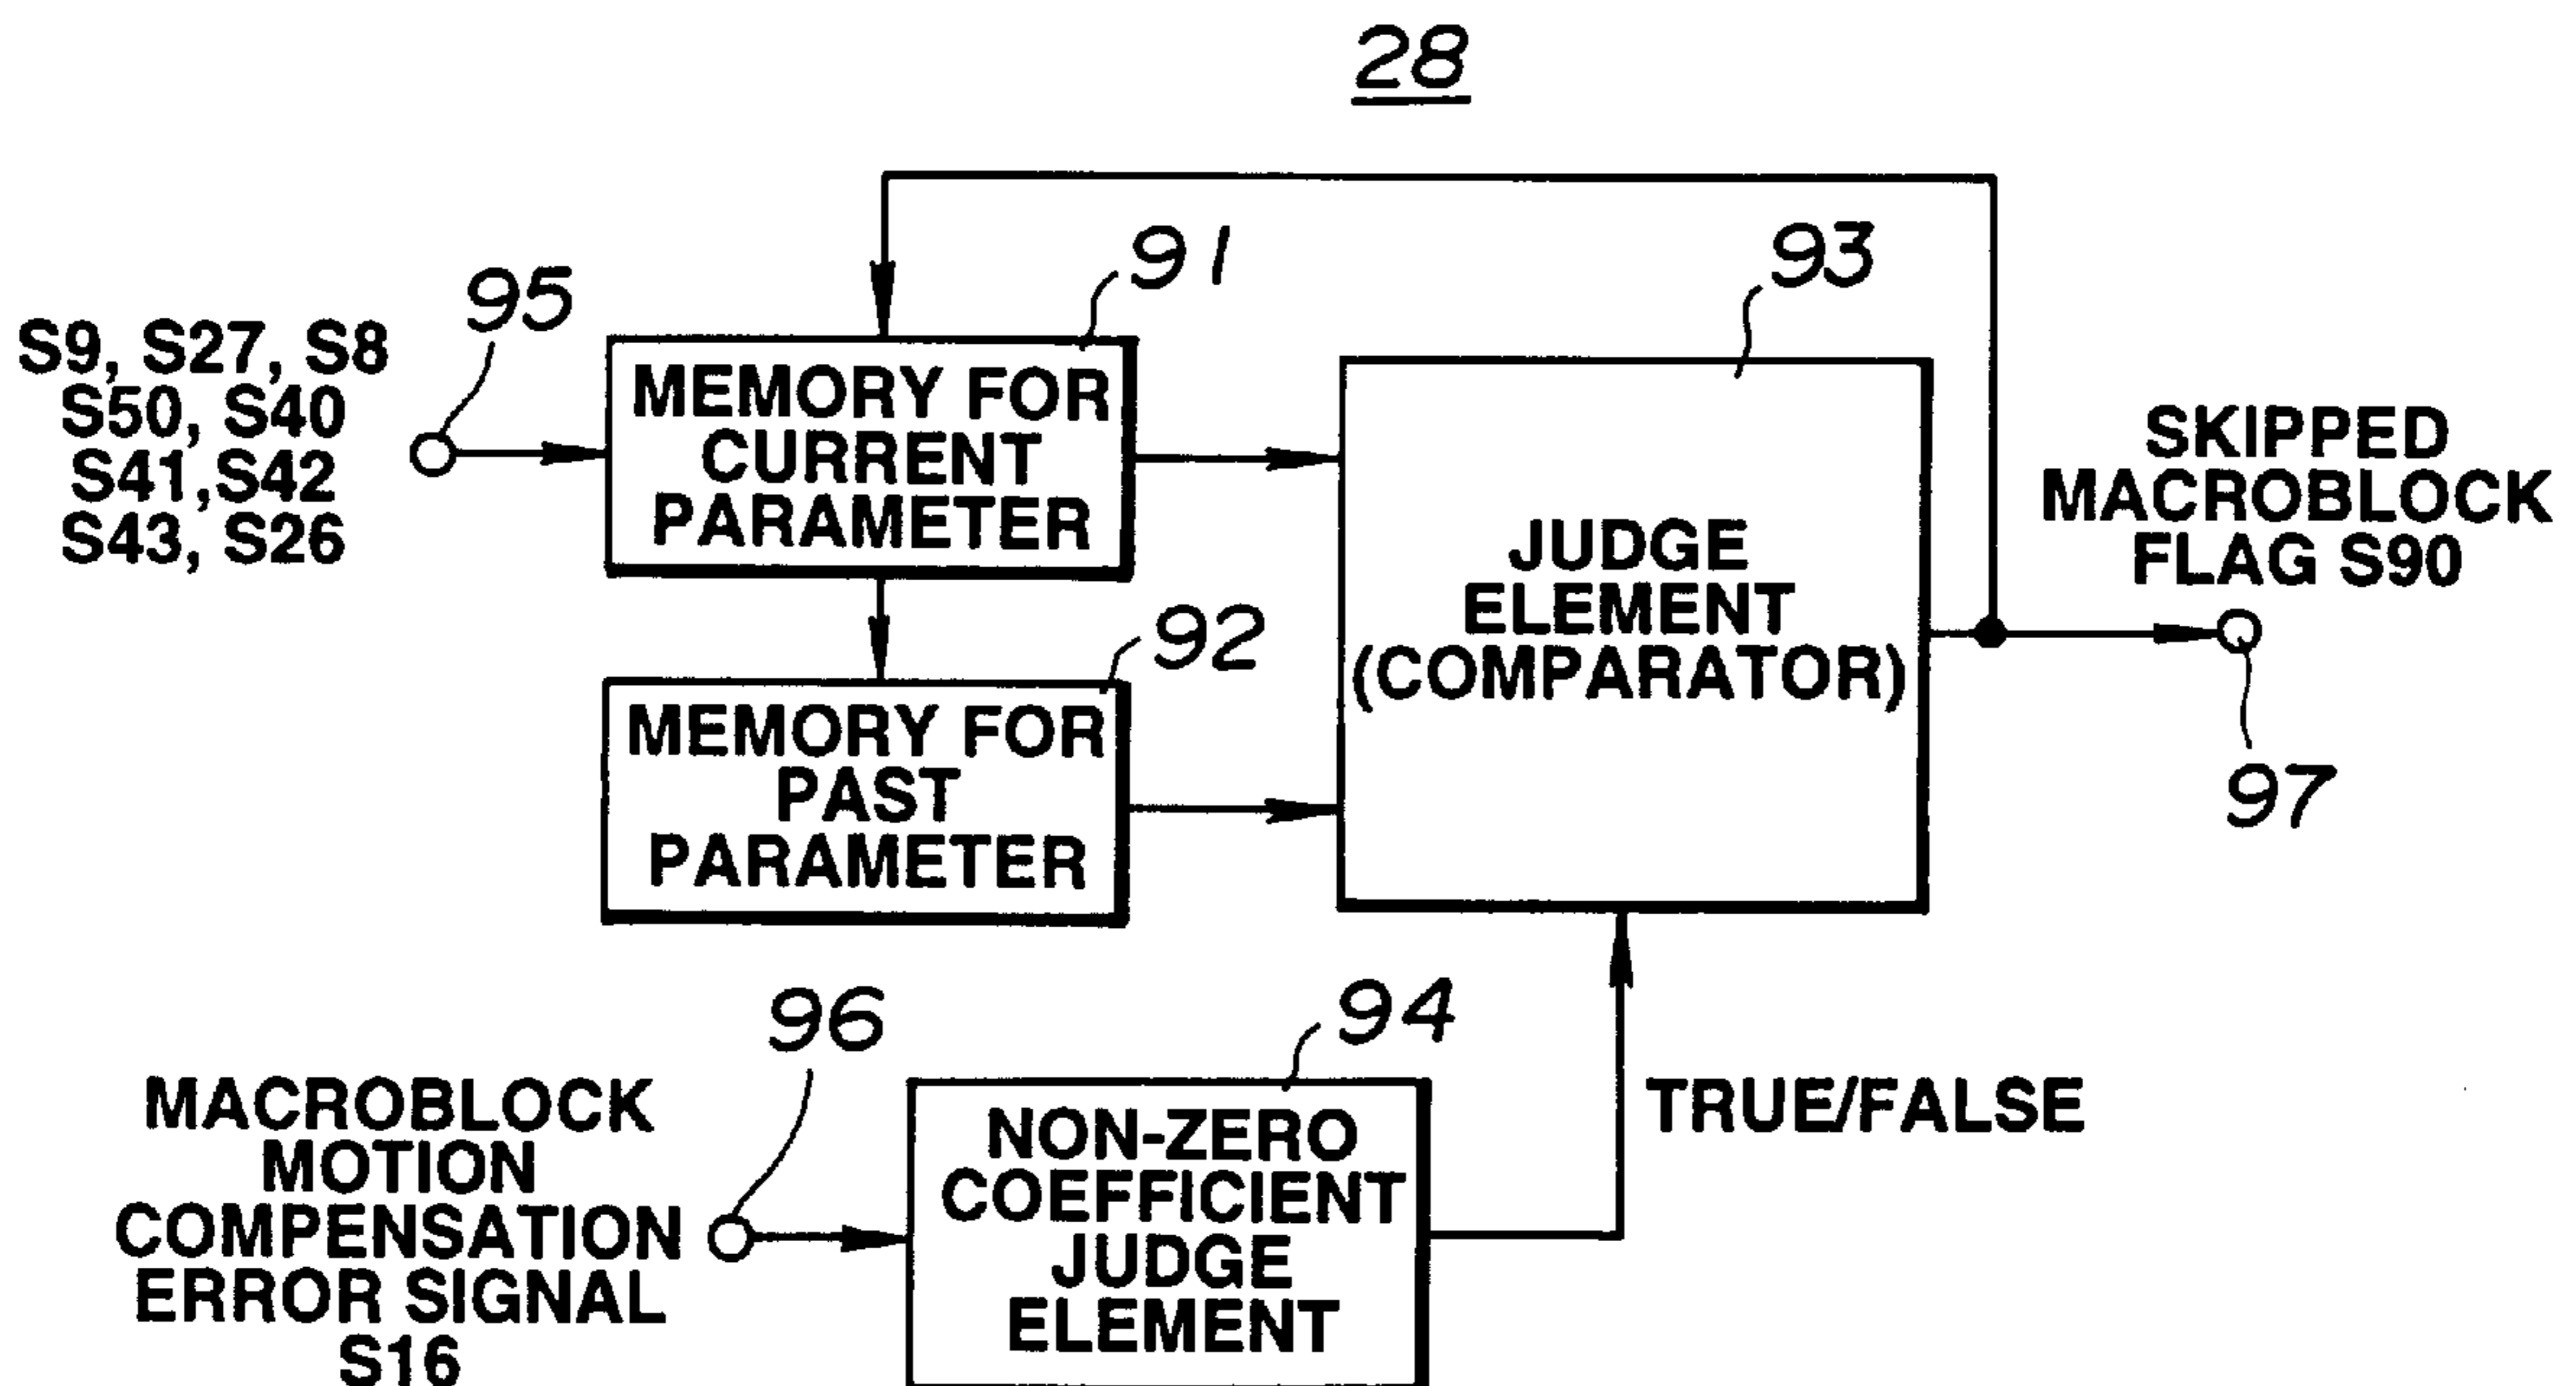 28
91
93
95
S9, S27, S8
S50, S40
S41,S42
S43, S26
MEMORY FOR
CURRENT
PARAMETER
JUDGE
ELEMENT
(COMPARATOR)
SKIPPED
MACROBLOCK
FLAG S90
92
MEMORY FOR
PAST
PARAMETER
97
96
94
MACROBLOCK
MOTION
COMPENSATION
ERROR SIGNAL
S16
NON-ZERO
COEFFICIENT
JUDGE
ELEMENT
TRUE/FALSE